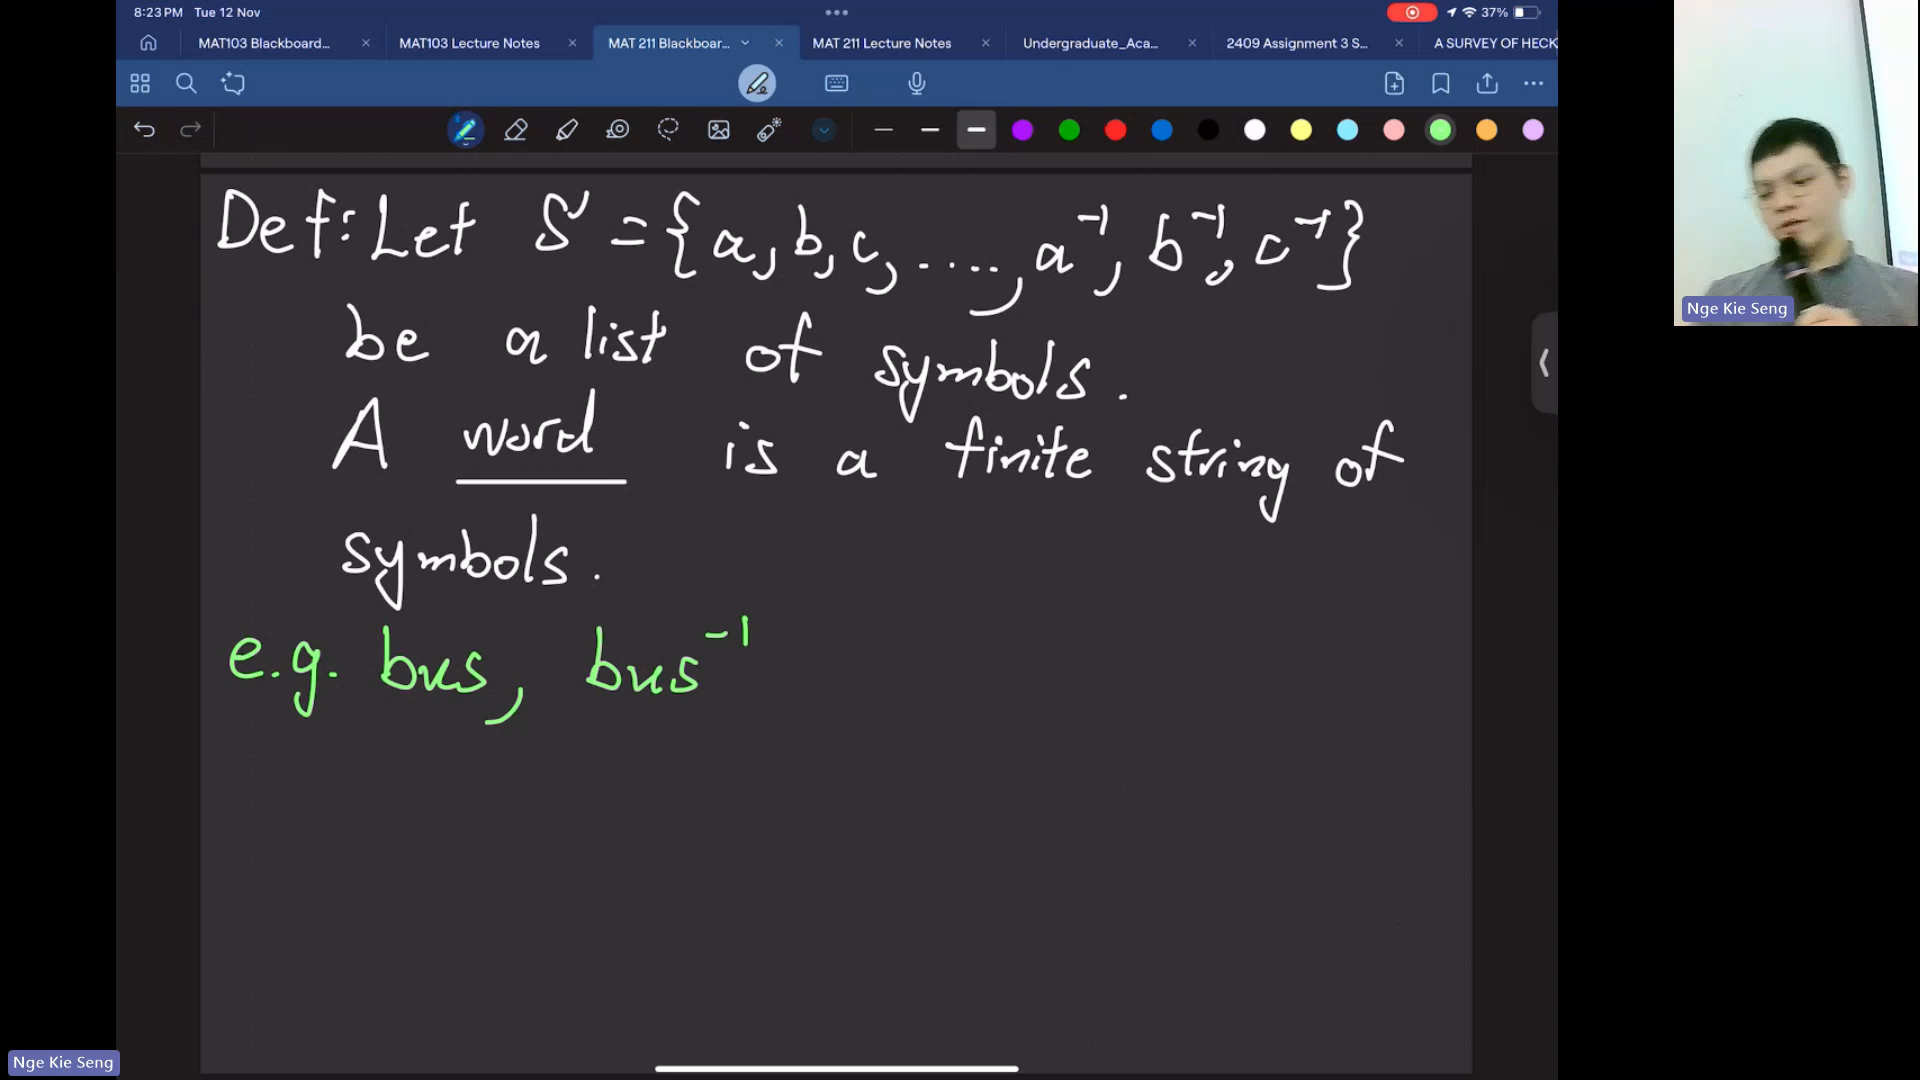 8:23 PM Tue 12 Nov
37%
MAT103 Blackboard...
MAT103 Lecture Notes
MAT 211 Blackboar...
MAT 211 Lecture Notes
Undergraduate_Aca...
2409 Assignment 3 S...
A SURVEY OF HECK
Def: Let S = {a, b, c, ....., a⁻¹, b⁻¹, c⁻¹}
be a list of symbols.
A word is a finite string of
symbols.
e.g. bus, bus⁻¹
Nge Kie Seng
Nge Kie Seng